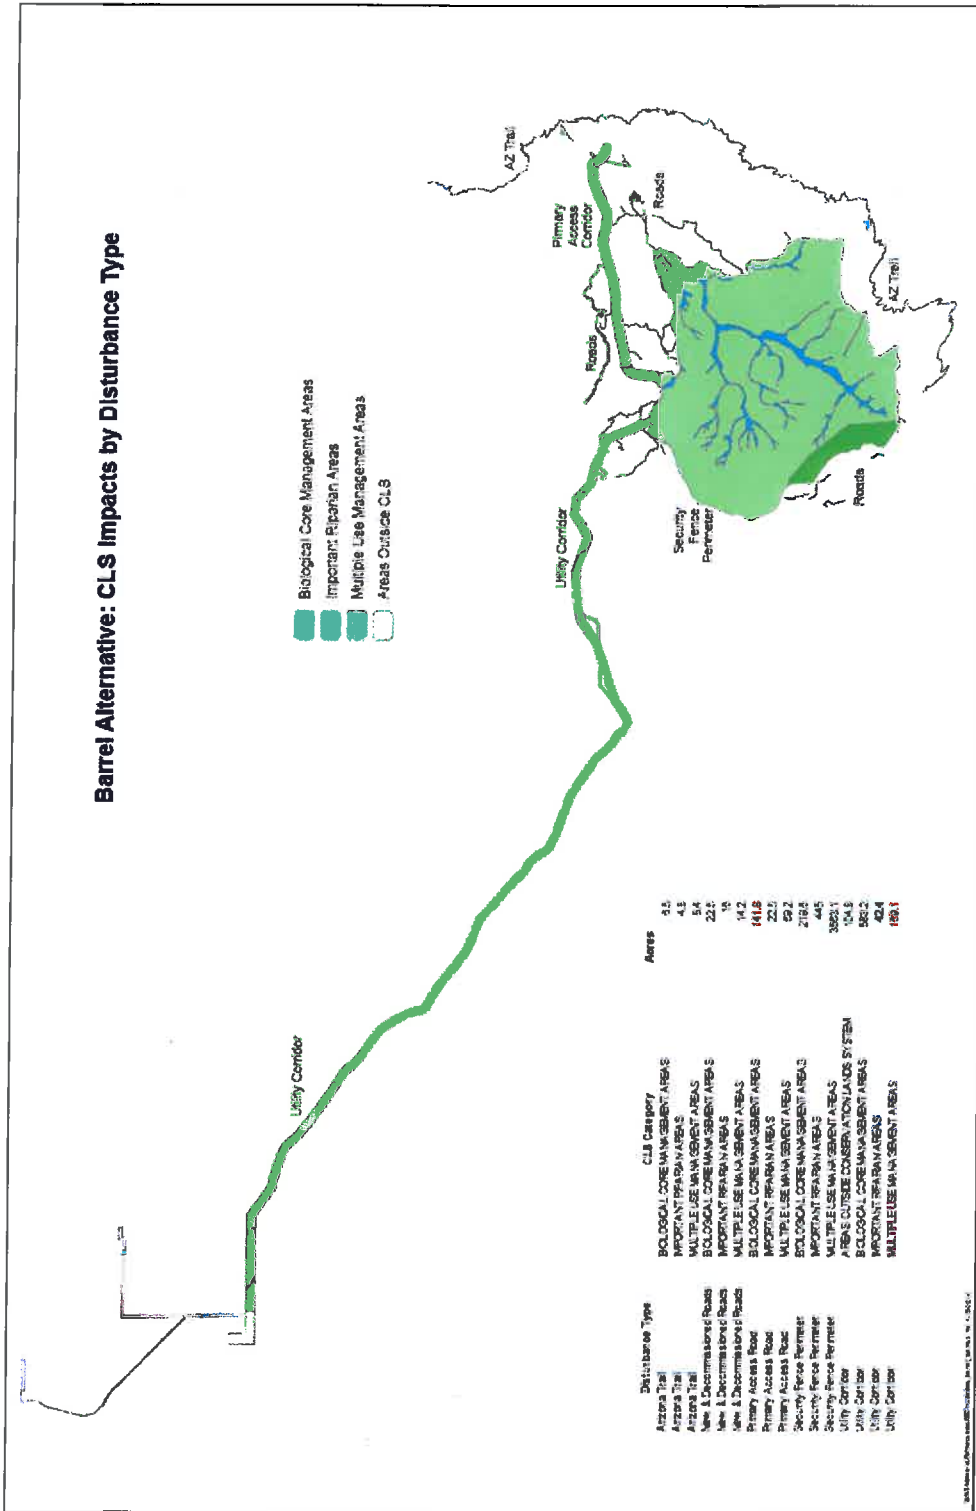 Barrel Alternative: CLS Impacts by Disturbance Type
Biological Core Management Areas
Important Riparian Areas
Multiple Use Management Areas
Areas Outside CLS
AZ Trail
Primary
Access
Corridor
Roads
Roads
AZ Trail
Utility Corridor
Security
Fence
Perimeter
Roads
Utility Corridor
Disturbance Type CLS Category Acres
Arizona Trail BIOLOGICAL CORE MANAGEMENT AREAS
Arizona Trail IMPORTANT RIPARIAN AREAS
Arizona Trail MULTIPLE USE MANAGEMENT AREAS
New & Decommissioned Roads BIOLOGICAL CORE MANAGEMENT AREAS
New & Decommissioned Roads IMPORTANT RIPARIAN AREAS
New & Decommissioned Roads MULTIPLE USE MANAGEMENT AREAS 14.2
Primary Access Road BIOLOGICAL CORE MANAGEMENT AREAS
Primary Access Road IMPORTANT RIPARIAN AREAS
Primary Access Road MULTIPLE USE MANAGEMENT AREAS
Security Fence Perimeter BIOLOGICAL CORE MANAGEMENT AREAS
Security Fence Perimeter IMPORTANT RIPARIAN AREAS 445
Security Fence Perimeter MULTIPLE USE MANAGEMENT AREAS
Utility Corridor AREAS OUTSIDE CONSERVATION LANDS SYSTEM
Utility Corridor BIOLOGICAL CORE MANAGEMENT AREAS
Utility Corridor IMPORTANT RIPARIAN AREAS 42.4
Utility Corridor MULTIPLE USE MANAGEMENT AREAS